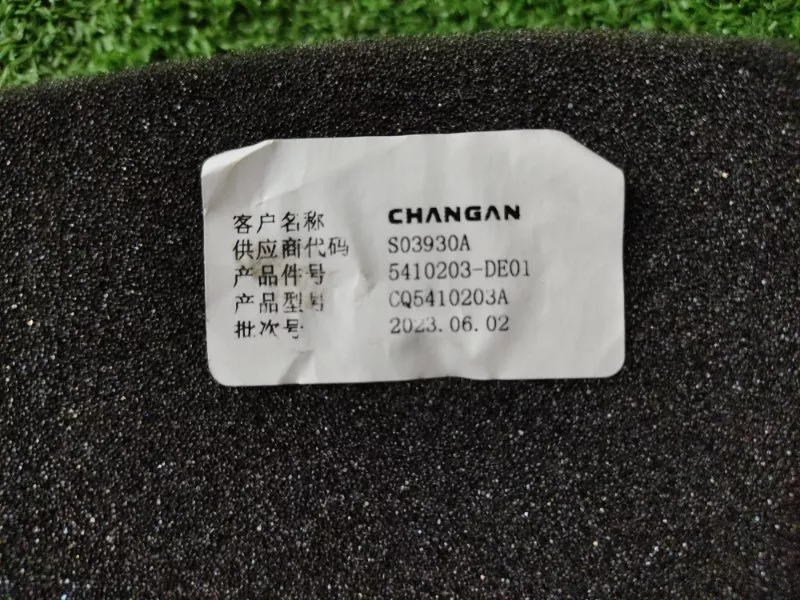 客户名称 CHANGAN
供应商代码 S03930A
产品件号 5410203-DE01
产品型号 CQ5410203A
批次号 2023.06.02